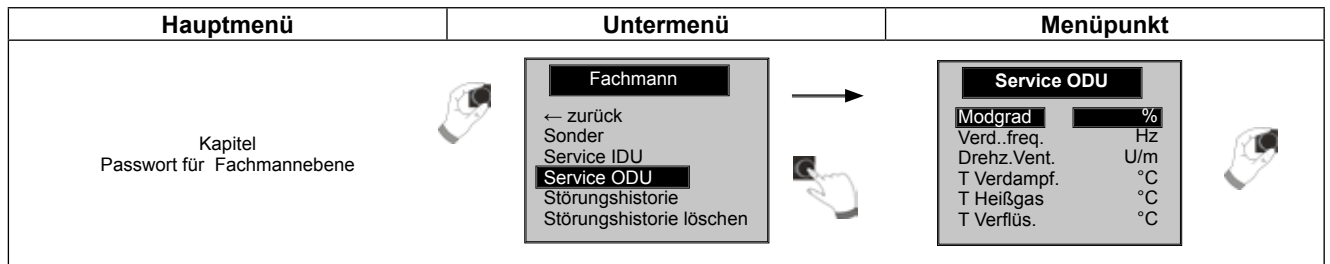 Hauptmenü
Untermenü
Menüpunkt
Kapitel
Passwort für Fachmannebene
Fachmann
← zurück
Sonder
Service IDU
Service ODU
Störungshistorie
Störungshistorie löschen
Service ODU
Modgrad %
Verd..freq. Hz
Drehz.Vent. U/m
T Verdampf. °C
T Heißgas °C
T Verflüs. °C